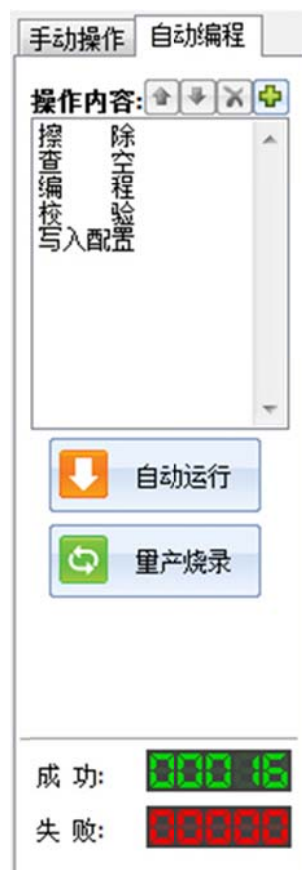 手动操作 自动编程
操作内容:
擦 除
查 空
编 程
校 验
写入配置
自动运行
量产烧录
成 功: 00016
失 败: 00000